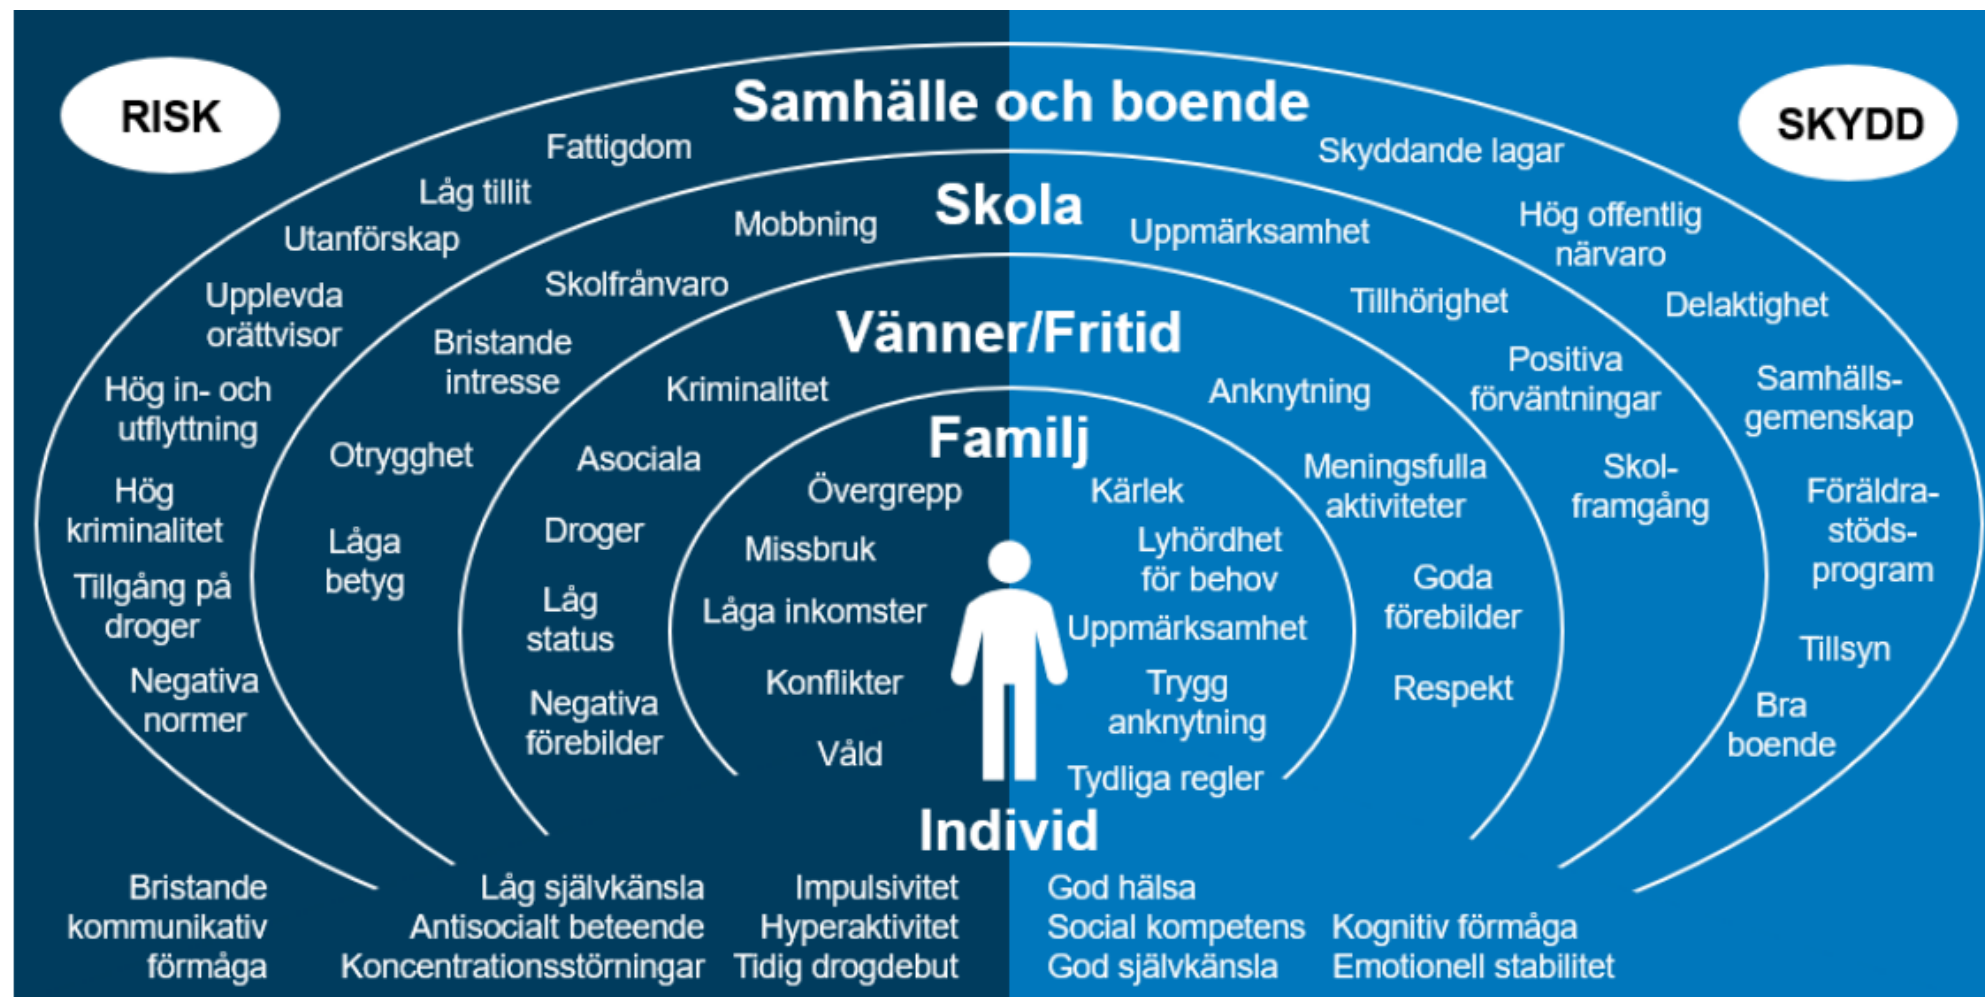 RISK
SKYDD
Samhälle och boende
Fattigdom
Låg tillit
Utanförskap
Upplevda
orättvisor
Hög in- och
utflyttning
Hög
kriminalitet
Tillgång på
droger
Negativa
normer
Skyddande lagar
Hög offentlig
närvaro
Delaktighet
Samhälls-
gemenskap
Föräldra-
stöds-
program
Tillsyn
Bra
boende
Skola
Mobbning
Skolfrånvaro
Bristande
intresse
Otrygghet
Låga
betyg
Uppmärksamhet
Tillhörighet
Positiva
förväntningar
Skol-
framgång
Vänner/Fritid
Kriminalitet
Asociala
Droger
Låg
status
Negativa
förebilder
Anknytning
Meningsfulla
aktiviteter
Goda
förebilder
Respekt
Familj
Övergrepp
Missbruk
Låga inkomster
Konflikter
Våld
Kärlek
Lyhördhet
för behov
Uppmärksamhet
Trygg
anknytning
Tydliga regler
Individ
Bristande
kommunikativ
förmåga
Låg självkänsla
Antisocialt beteende
Koncentrationsstörningar
Impulsivitet
Hyperaktivitet
Tidig drogdebut
God hälsa
Social kompetens
God självkänsla
Kognitiv förmåga
Emotionell stabilitet